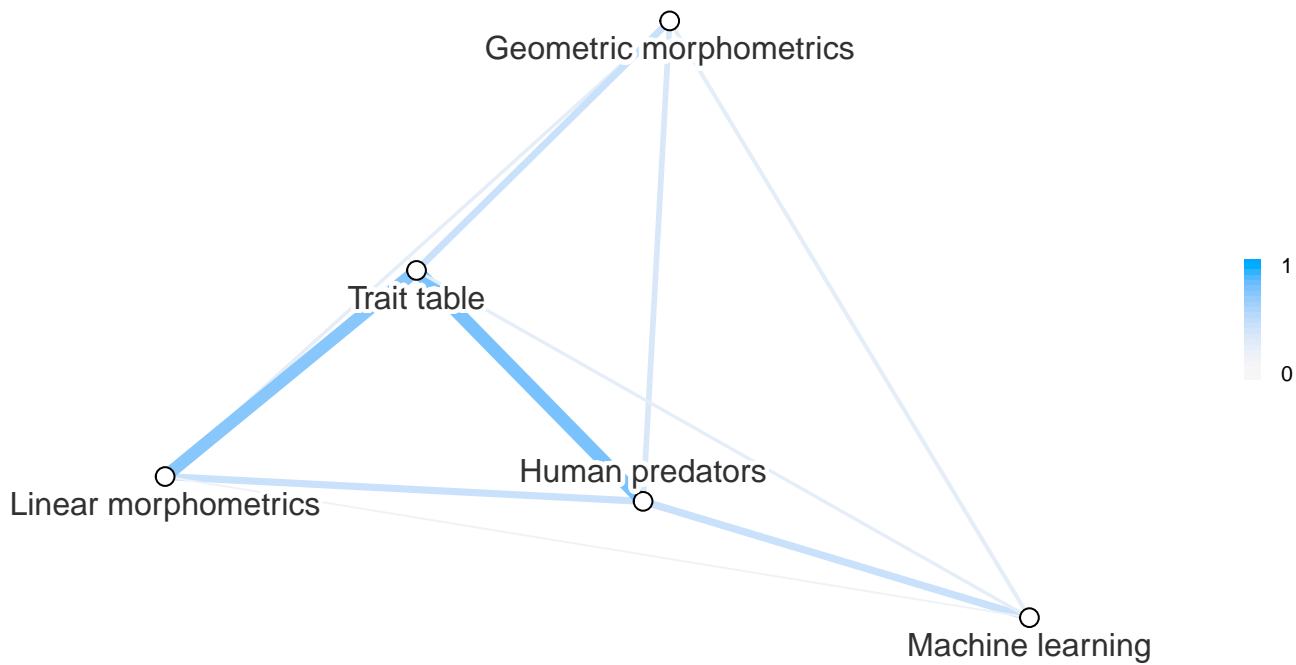 Geometric morphometrics
Trait table
Human predators
Linear morphometrics
Machine learning
1
0